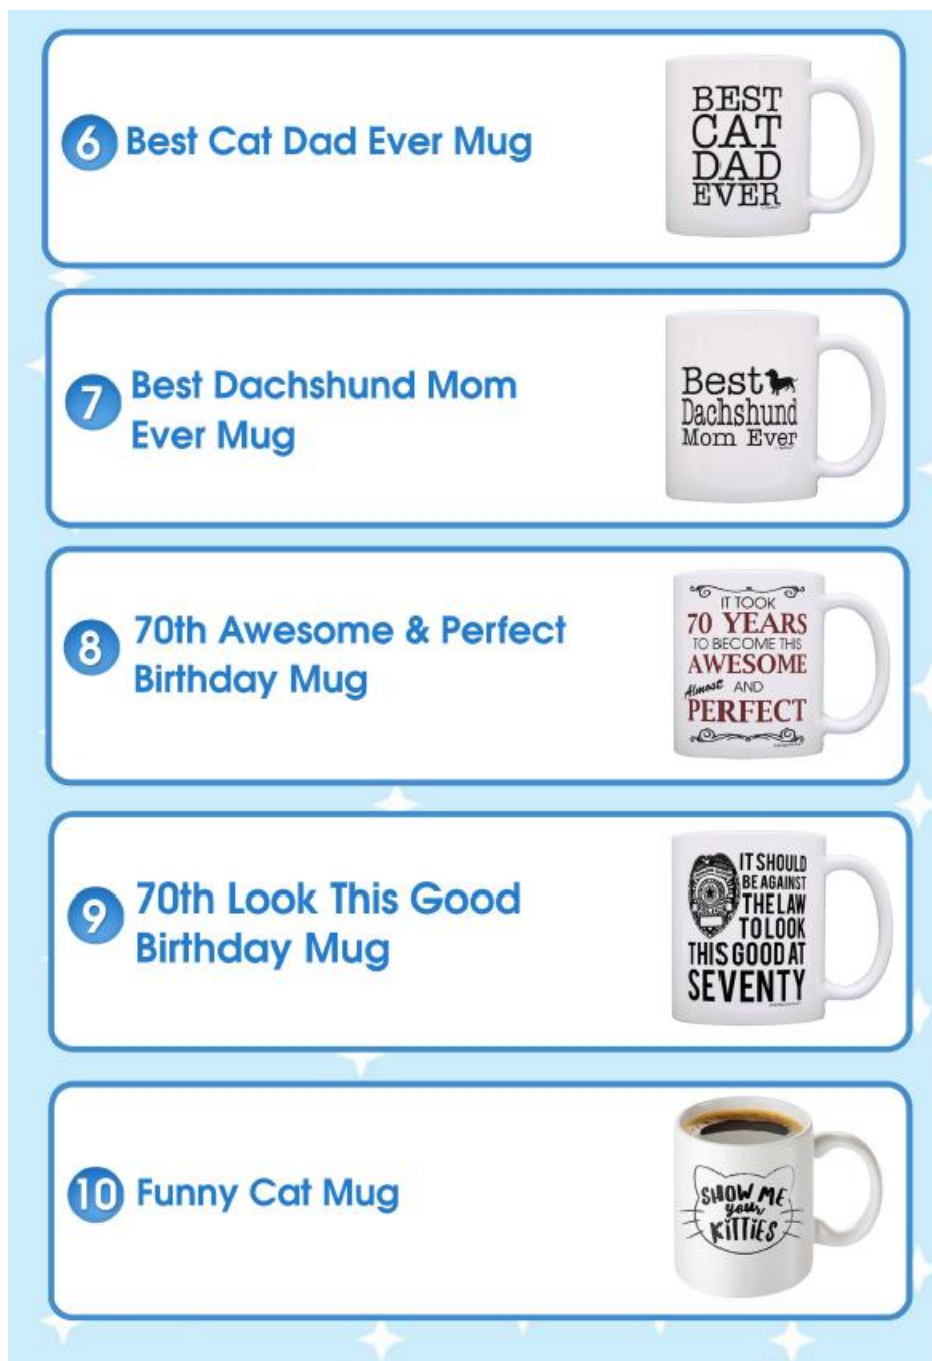 6 Best Cat Dad Ever Mug
BEST
CAT
DAD
EVER
7 Best Dachshund Mom
Ever Mug
Best
Dachshund
Mom Ever
8 70th Awesome & Perfect
Birthday Mug
IT TOOK
70 YEARS
TO BECOME THIS
AWESOME
Almost AND
PERFECT
9 70th Look This Good
Birthday Mug
IT SHOULD
BE AGAINST
THE LAW
TO LOOK
THIS GOOD AT
SEVENTY
10 Funny Cat Mug
SHOW ME
your
KiTTiES